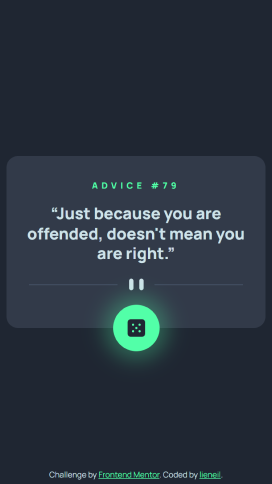 ADVICE #79
“Just because you are
offended, doesn't mean you
are right.”
Challenge by Frontend Mentor. Coded by lieneil.